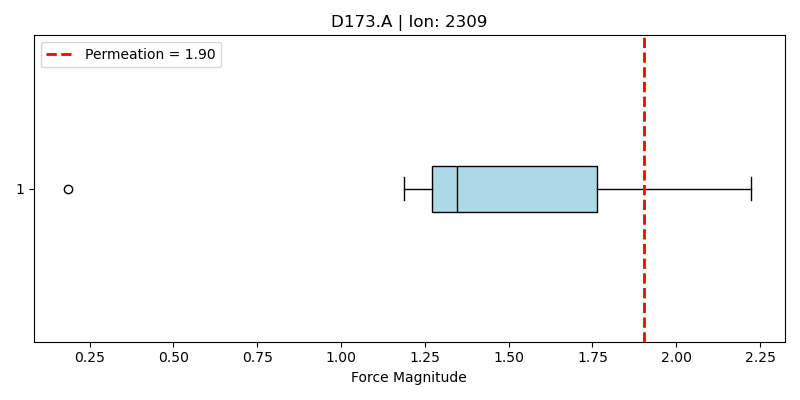 D173.A | Ion: 2309
Permeation = 1.90
1
0.25 0.50 0.75 1.00 1.25 1.50 1.75 2.00 2.25
Force Magnitude